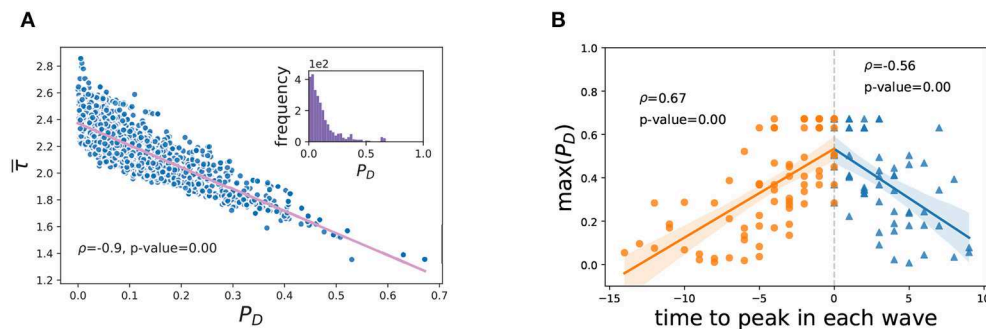 A
B
2.8
2.6
2.4
2.2
2.0
1.8
1.6
1.4
1.2
τ̅
0.0 0.1 0.2 0.3 0.4 0.5 0.6 0.7
P_D
ρ=-0.9, p-value=0.00
1e2
4
2
0
frequency
0.0 0.5 1.0
P_D
1.0
0.8
0.6
0.4
0.2
0.0
max(P_D)
ρ=0.67
p-value=0.00
ρ=-0.56
p-value=0.00
−15 −10 −5 0 5 10
time to peak in each wave